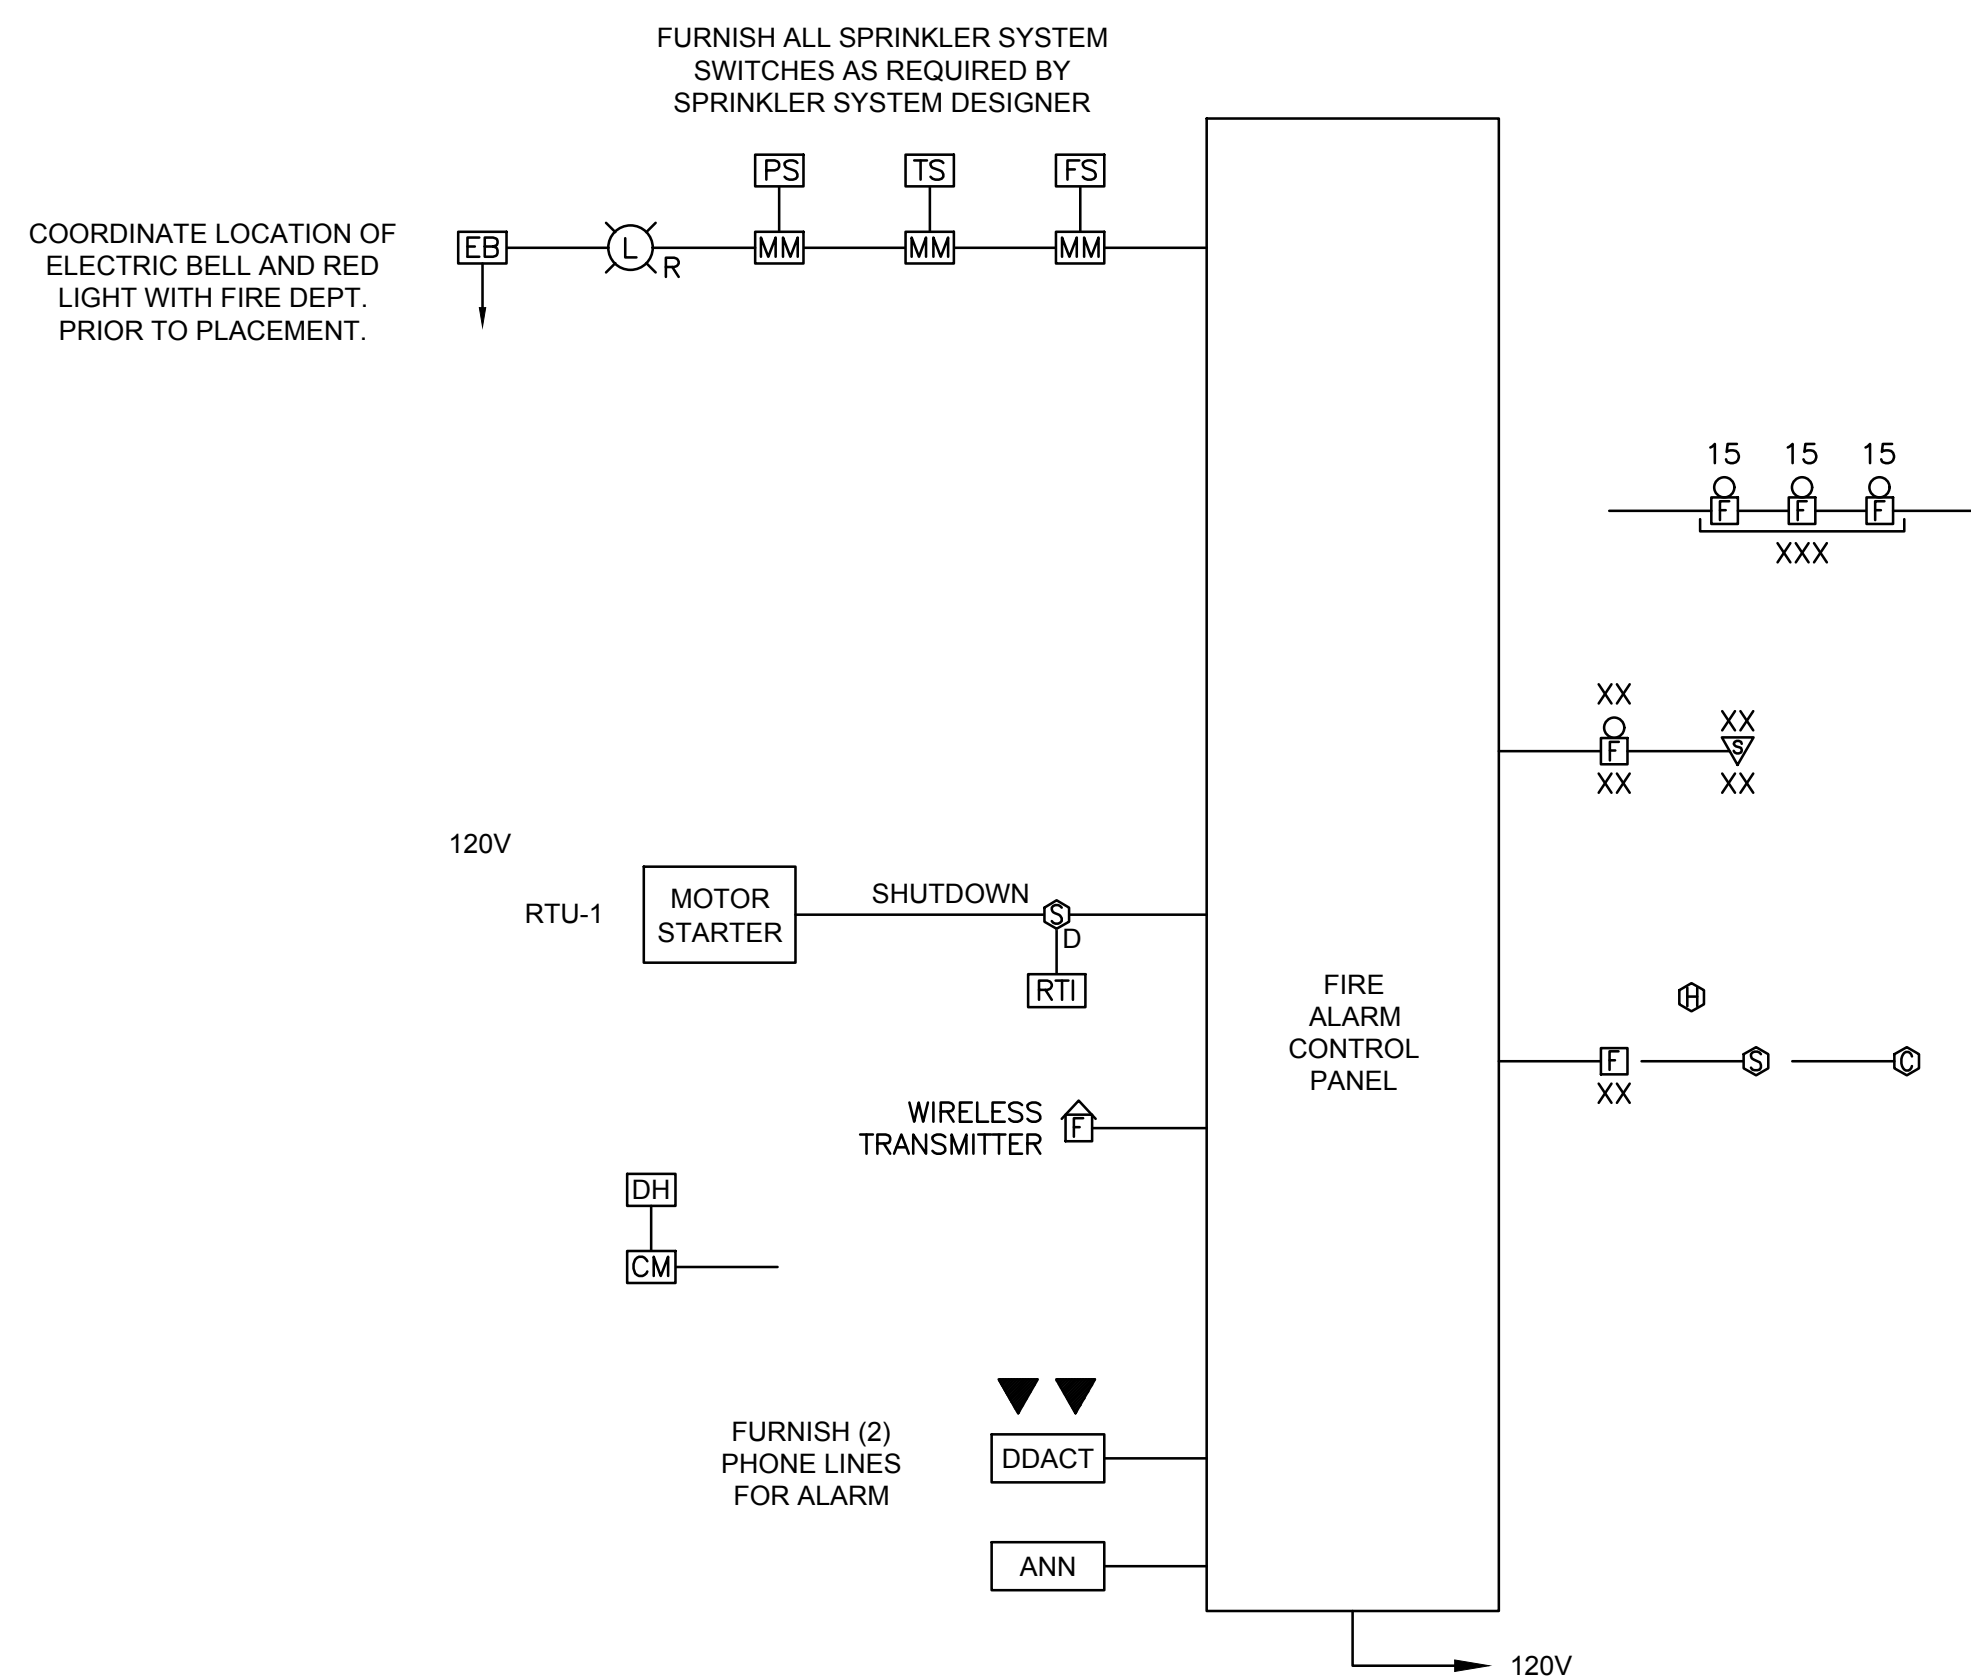 FURNISH ALL SPRINKLER SYSTEM
SWITCHES AS REQUIRED BY
SPRINKLER SYSTEM DESIGNER
PS
TS
FS
COORDINATE LOCATION OF
ELECTRIC BELL AND RED
LIGHT WITH FIRE DEPT.
PRIOR TO PLACEMENT.
EB
L
R
MM
MM
MM
15 15 15
F F F
XXX
XX
F
XX
XX
S
XX
120V
RTU-1
MOTOR
STARTER
SHUTDOWN
S
D
RTI
FIRE
ALARM
CONTROL
PANEL
H
F
XX
S
C
WIRELESS
TRANSMITTER
F
DH
CM
FURNISH (2)
PHONE LINES
FOR ALARM
DDACT
ANN
120V